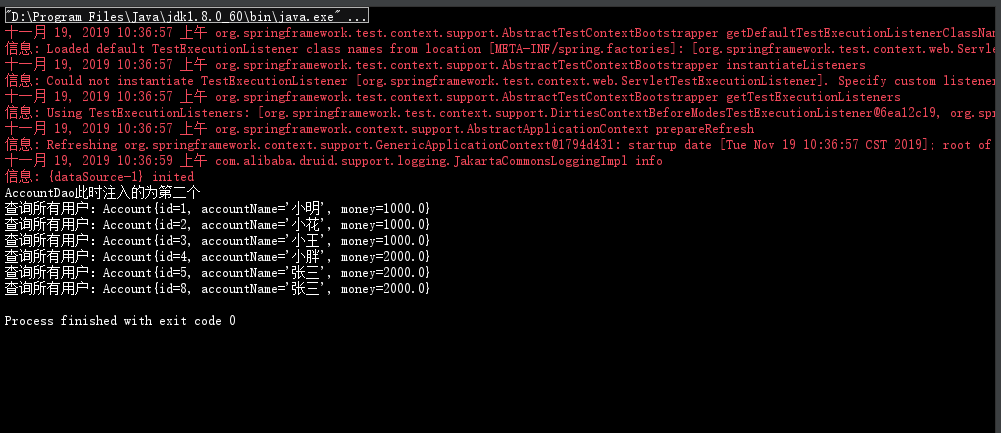 "D:\Program Files\Java\jdk1.8.0_60\bin\java.exe" ...
十一月 19, 2019 10:36:57 上午 org.springframework.test.context.support.AbstractTestContextBootstrapper getDefaultTestExecutionListenerClassNam
信息: Loaded default TestExecutionListener class names from location [META-INF/spring.factories]: [org.springframework.test.context.web.Servle
十一月 19, 2019 10:36:57 上午 org.springframework.test.context.support.AbstractTestContextBootstrapper instantiateListeners
信息: Could not instantiate TestExecutionListener [org.springframework.test.context.web.ServletTestExecutionListener]. Specify custom listener
十一月 19, 2019 10:36:57 上午 org.springframework.test.context.support.AbstractTestContextBootstrapper getTestExecutionListeners
信息: Using TestExecutionListeners: [org.springframework.test.context.support.DirtiesContextBeforeModesTestExecutionListener@6ea12c19, org.spr
十一月 19, 2019 10:36:57 上午 org.springframework.context.support.AbstractApplicationContext prepareRefresh
信息: Refreshing org.springframework.context.support.GenericApplicationContext@1794d431: startup date [Tue Nov 19 10:36:57 CST 2019]; root of
十一月 19, 2019 10:36:59 上午 com.alibaba.druid.support.logging.JakartaCommonsLoggingImpl info
信息: {dataSource-1} inited
AccountDao此时注入的为第二个
查询所有用户: Account{id=1, accountName='小明', money=1000.0}
查询所有用户: Account{id=2, accountName='小花', money=1000.0}
查询所有用户: Account{id=3, accountName='小王', money=1000.0}
查询所有用户: Account{id=4, accountName='小胖', money=2000.0}
查询所有用户: Account{id=5, accountName='张三', money=2000.0}
查询所有用户: Account{id=8, accountName='张三', money=2000.0}
Process finished with exit code 0